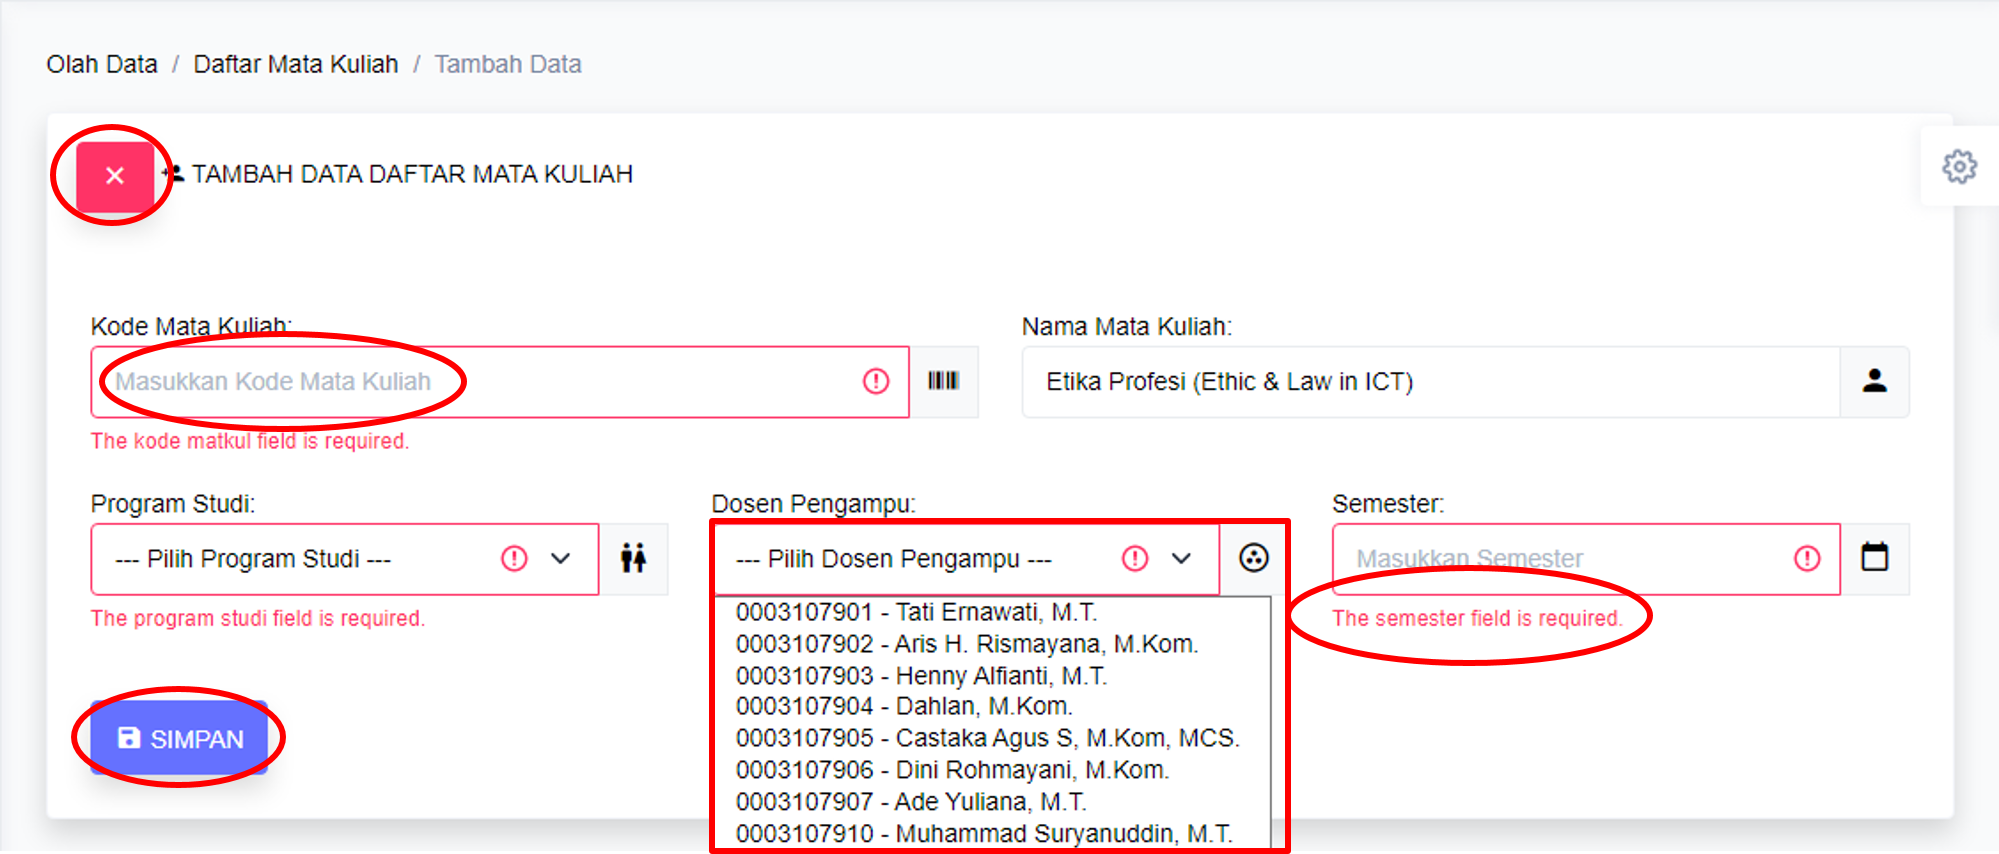 Olah Data / Daftar Mata Kuliah / Tambah Data
TAMBAH DATA DAFTAR MATA KULIAH
Kode Mata Kuliah:
Masukkan Kode Mata Kuliah
The kode matkul field is required.
Nama Mata Kuliah:
Etika Profesi (Ethic & Law in ICT)
Program Studi:
--- Pilih Program Studi ---
The program studi field is required.
Dosen Pengampu:
--- Pilih Dosen Pengampu ---
0003107901 - Tati Ernawati, M.T.
0003107902 - Aris H. Rismayana, M.Kom.
0003107903 - Henny Alfianti, M.T.
0003107904 - Dahlan, M.Kom.
0003107905 - Castaka Agus S, M.Kom, MCS.
0003107906 - Dini Rohmayani, M.Kom.
0003107907 - Ade Yuliana, M.T.
0003107910 - Muhammad Suryanuddin, M.T.
Semester:
Masukkan Semester
The semester field is required.
SIMPAN